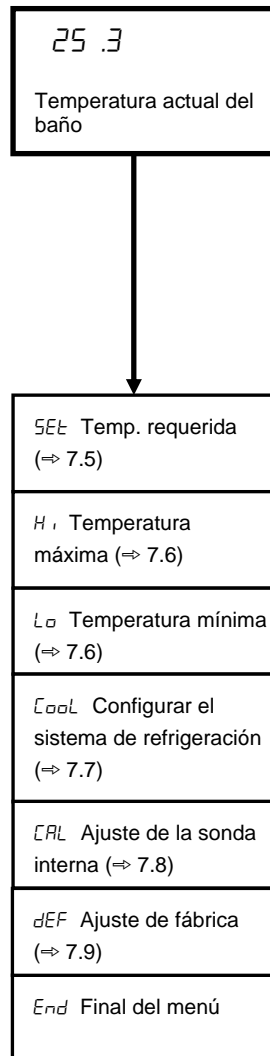 25 .3
Temperatura actual del
baño
SEt Temp. requerida
(⇨ 7.5)
Hi Temperatura
máxima (⇨ 7.6)
Lo Temperatura mínima
(⇨ 7.6)
CooL Configurar el
sistema de refrigeración
(⇨ 7.7)
CAL Ajuste de la sonda
interna (⇨ 7.8)
dEF Ajuste de fábrica
(⇨ 7.9)
End Final del menú